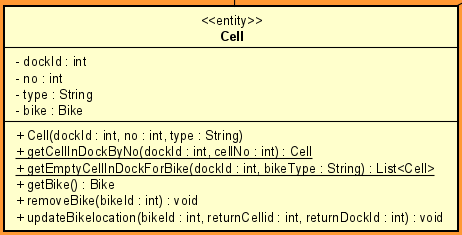 <<entity>>
Cell
- dockId : int
- no : int
- type : String
- bike : Bike
+ Cell(dockId : int, no : int, type : String)
+ getCellInDockByNo(dockId : int, cellNo : int) : Cell
+ getEmptyCellInDockForBike(dockId : int, bikeType : String) : List<Cell>
+ getBike() : Bike
+ removeBike(bikeId : int) : void
+ updateBikelocation(bikeId : int, returnCellid : int, returnDockId : int) : void